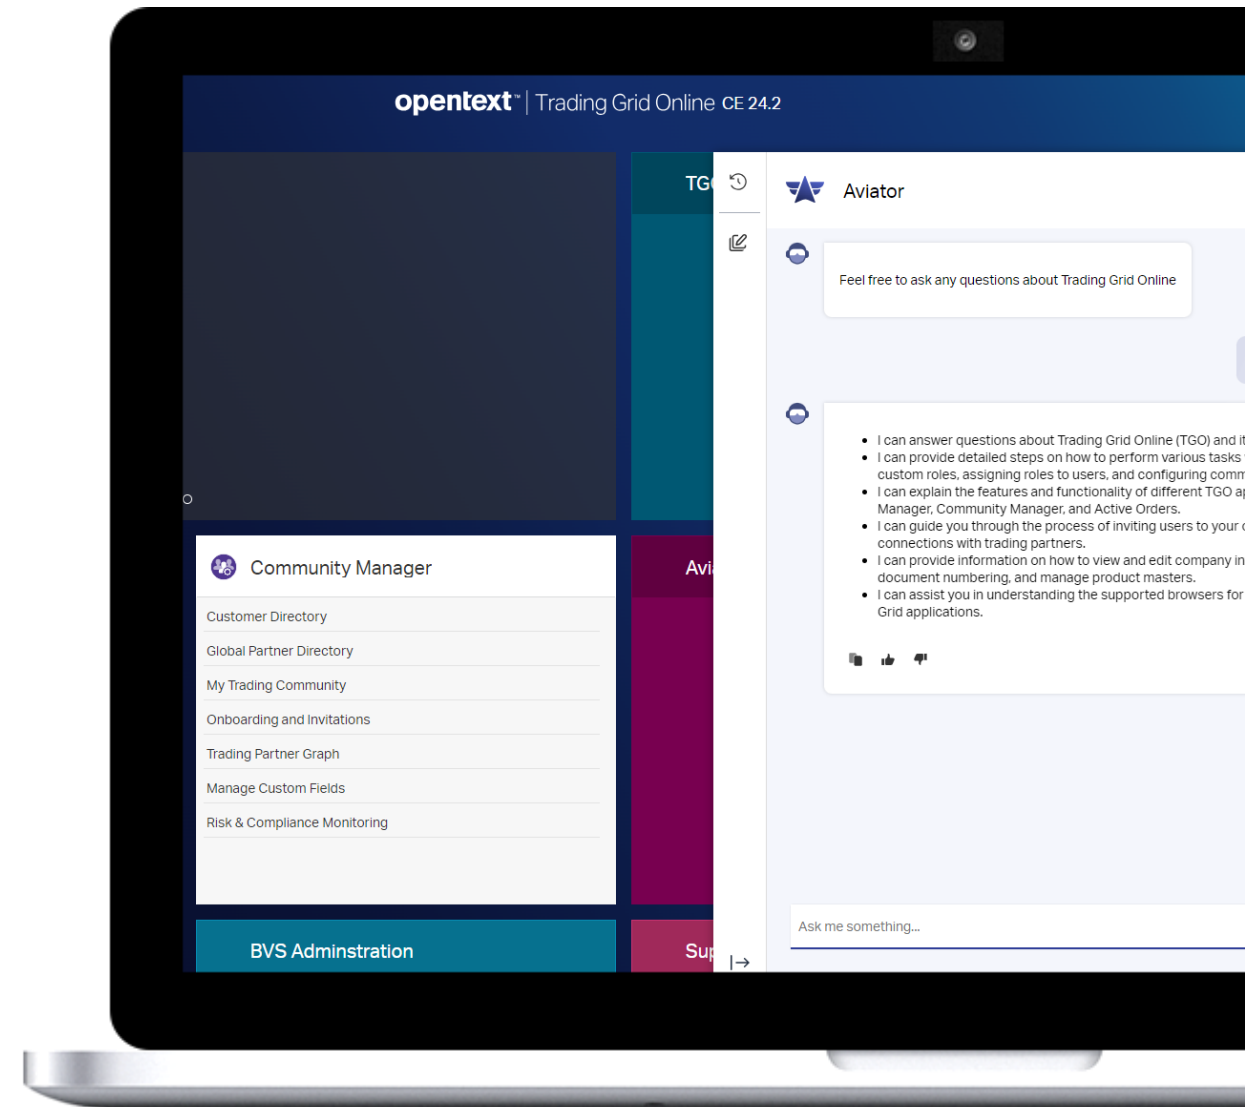 opentext™ | Trading Grid Online CE 24.2
Aviator
Feel free to ask any questions about Trading Grid Online
• I can answer questions about Trading Grid Online (TGO) and
• I can provide detailed steps on how to perform various tasks
custom roles, assigning roles to users, and configuring
• I can explain the features and functionality of different TGO
Manager, Community Manager, and Active Orders.
• I can guide you through the process of inviting users to your
connections with trading partners.
• I can provide information on how to view and edit company
document numbering, and manage product masters.
• I can assist you in understanding the supported browsers for
Grid applications.
Ask me something...
Community Manager
Customer Directory
Global Partner Directory
My Trading Community
Onboarding and Invitations
Trading Partner Graph
Manage Custom Fields
Risk & Compliance Monitoring
BVS Adminstration